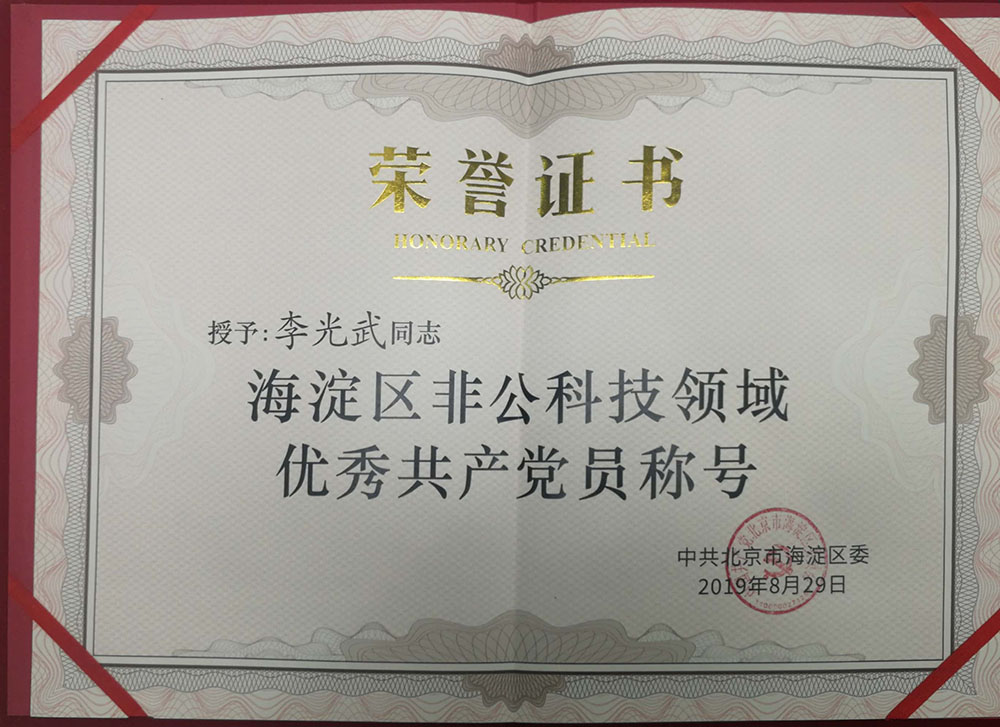 荣誉证书
HONORARY CREDENTIAL
授予:李光武同志
海淀区非公科技领域
优秀共产党员称号
中共北京市海淀区委
2019年8月29日